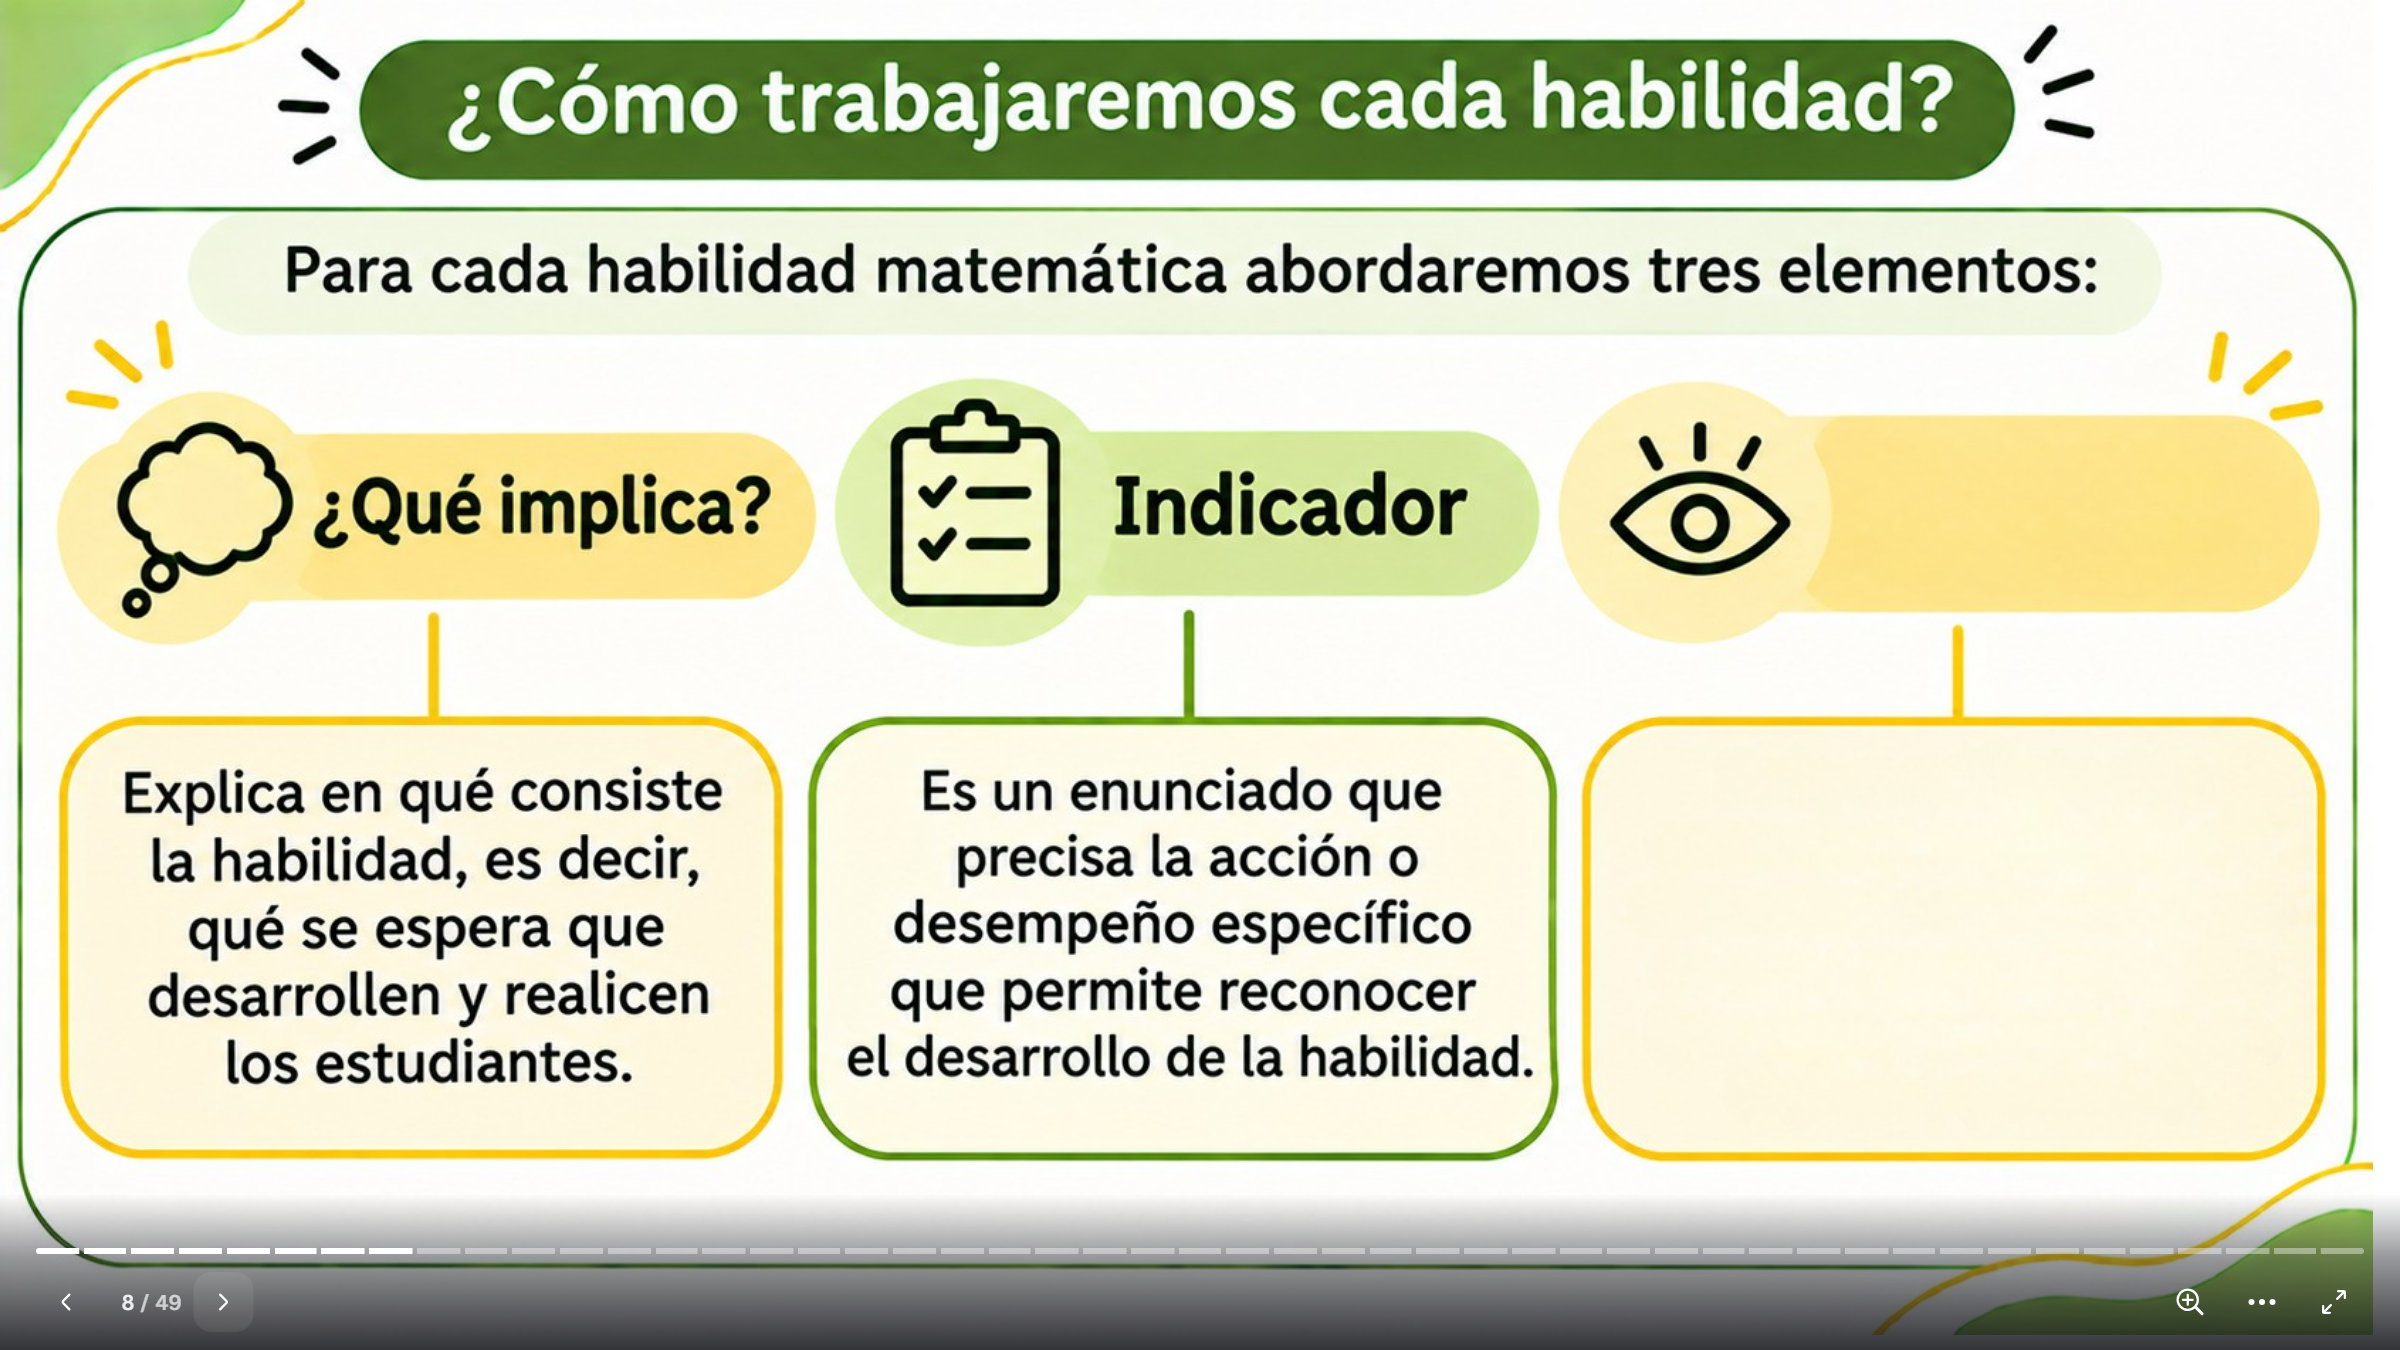 ¿Cómo trabajaremos cada habilidad?
Para cada habilidad matemática abordaremos tres elementos:
¿Qué implica?
Explica en qué consiste
la habilidad, es decir,
qué se espera que
desarrollen y realicen
los estudiantes.
Indicador
Es un enunciado que
precisa la acción o
desempeño específico
que permite reconocer
el desarrollo de la habilidad.
8 / 49